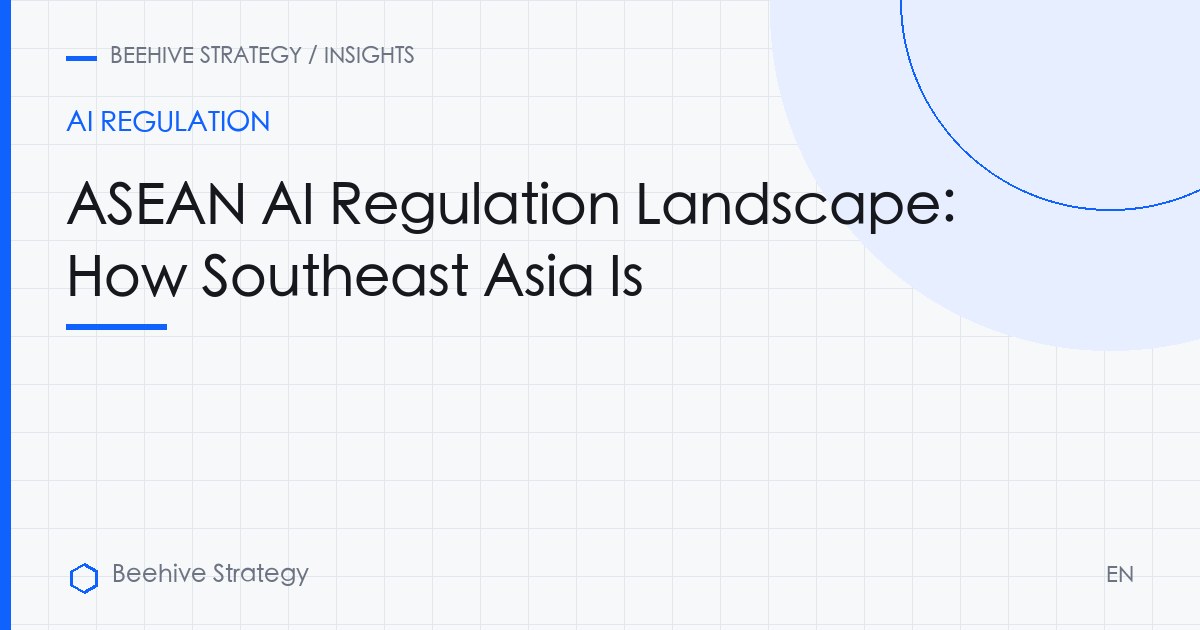 BEEHIVE STRATEGY / INSIGHTS
AI REGULATION
ASEAN AI Regulation Landscape:
How Southeast Asia Is
Beehive Strategy
EN